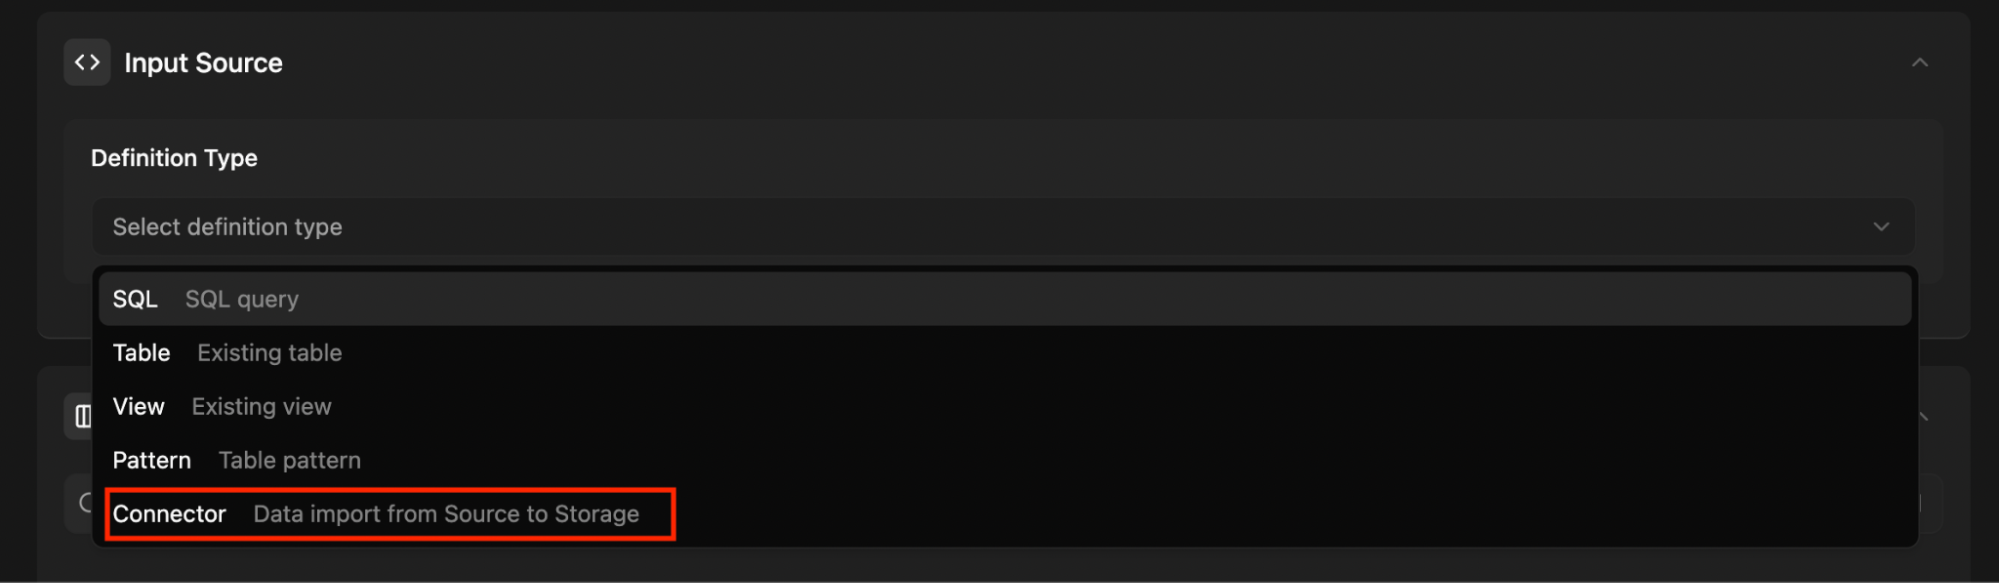 Input Source
Definition Type
Select definition type
SQL SQL query
Table Existing table
View Existing view
Pattern Table pattern
Connector Data import from Source to Storage